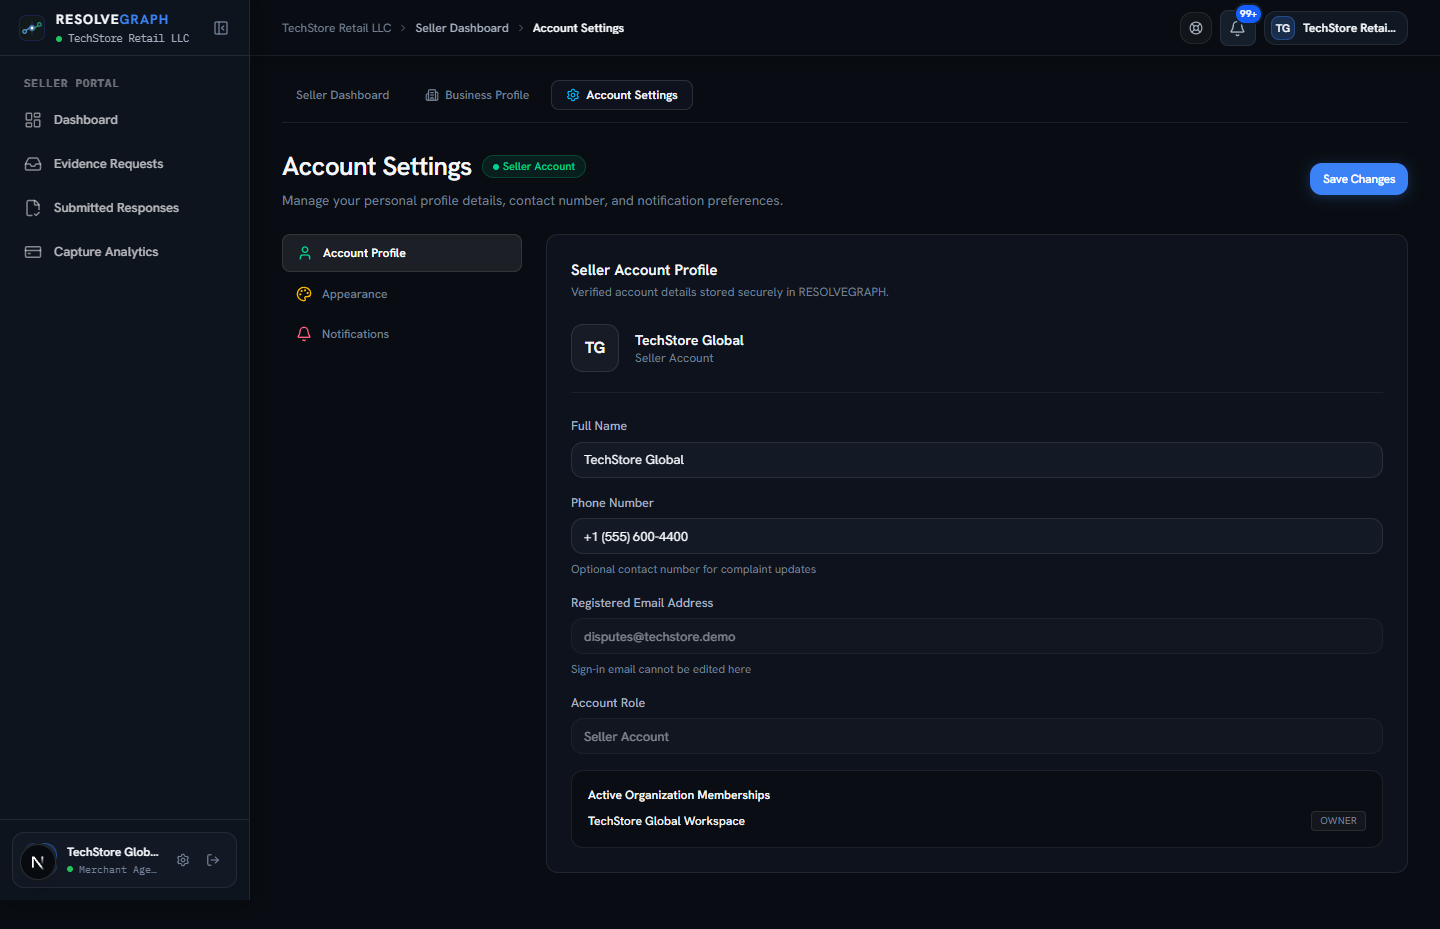 RESOLVEGRAPH
TechStore Retail LLC
SELLER PORTAL
Dashboard
Evidence Requests
Submitted Responses
Capture Analytics
N
TechStore Glob...
Merchant Age…
TechStore Retail LLC > Seller Dashboard > Account Settings
99+
TG TechStore Retai...
Seller Dashboard Business Profile Account Settings
Account Settings Seller Account
Manage your personal profile details, contact number, and notification preferences.
Save Changes
Account Profile
Appearance
Notifications
Seller Account Profile
Verified account details stored securely in RESOLVEGRAPH.
TG
TechStore Global
Seller Account
Full Name
TechStore Global
Phone Number
+1 (555) 600-4400
Optional contact number for complaint updates
Registered Email Address
disputes@techstore.demo
Sign-in email cannot be edited here
Account Role
Seller Account
Active Organization Memberships
TechStore Global Workspace
OWNER